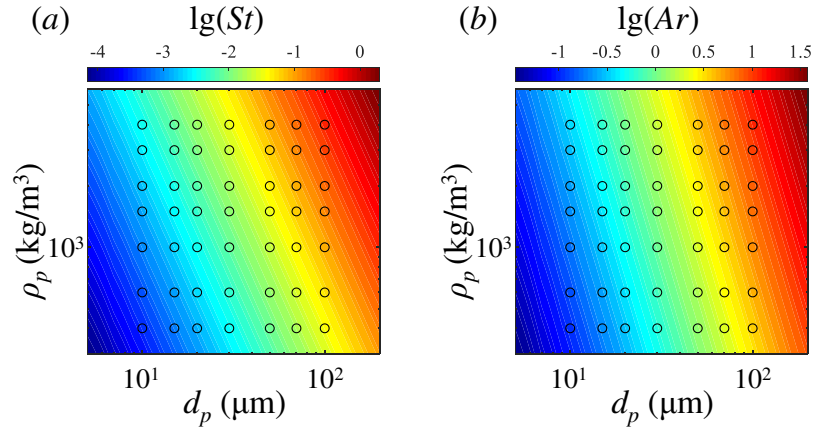 (a) lg(St)
-4 -3 -2 -1 0
ρp (kg/m³)
10³
10¹ 10²
dp (μm)
(b) lg(Ar)
-1 -0.5 0 0.5 1 1.5
ρp (kg/m³)
10³
10¹ 10²
dp (μm)